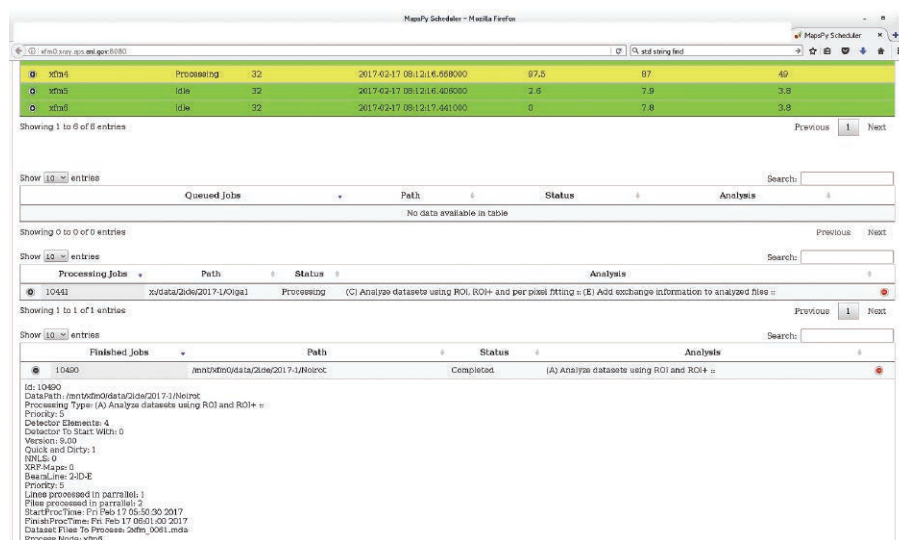 MapsPy Scheduler - Mozilla Firefox
MapsPy Scheduler
xfm0.xray.aps.anl.gov:8080
std string find
xfm4 Processing 32 2017-02-17 08:12:16.668000 97.5 87 49
xfm5 Idle 32 2017-02-17 08:12:16.406000 2.6 7.9 3.8
xfm6 Idle 32 2017-02-17 08:12:17.441000 0 7.8 3.8
Showing 1 to 6 of 6 entries Previous 1 Next
Show 10 entries Search:
Queued Jobs Path Status Analysis
No data available in table
Showing 0 to 0 of 0 entries Previous Next
Show 10 entries Search:
Processing Jobs Path Status Analysis
10441 x:/data/2ide/2017-1/Olga1 Processing (C) Analyze datasets using ROI, ROI+ and per pixel fitting :: (E) Add exchange information to analyzed files ::
Showing 1 to 1 of 1 entries Previous 1 Next
Show 10 entries Search:
Finished Jobs Path Status Analysis
10490 /mnt/xfm0/data/2ide/2017-1/Noirot Completed (A) Analyze datasets using ROI and ROI+ ::
Id: 10490
DataPath: /mnt/xfm0/data/2ide/2017-1/Noirot
Processing Type: (A) Analyze datasets using ROI and ROI+ ::
Priority: 5
Detector Elements: 4
Detector To Start With: 0
Version: 9.00
Quick and Dirty: 1
NNLS: 0
XRF-Maps: 0
BeamLine: 2-ID-E
Priority: 5
Lines processed in parrallel: 1
Files processed in parrallel: 2
StartProcTime: Fri Feb 17 05:50:30 2017
FinishProcTime: Fri Feb 17 06:01:00 2017
Dataset Files To Process: 2xfm_0061.mda
Process Node: xfm6